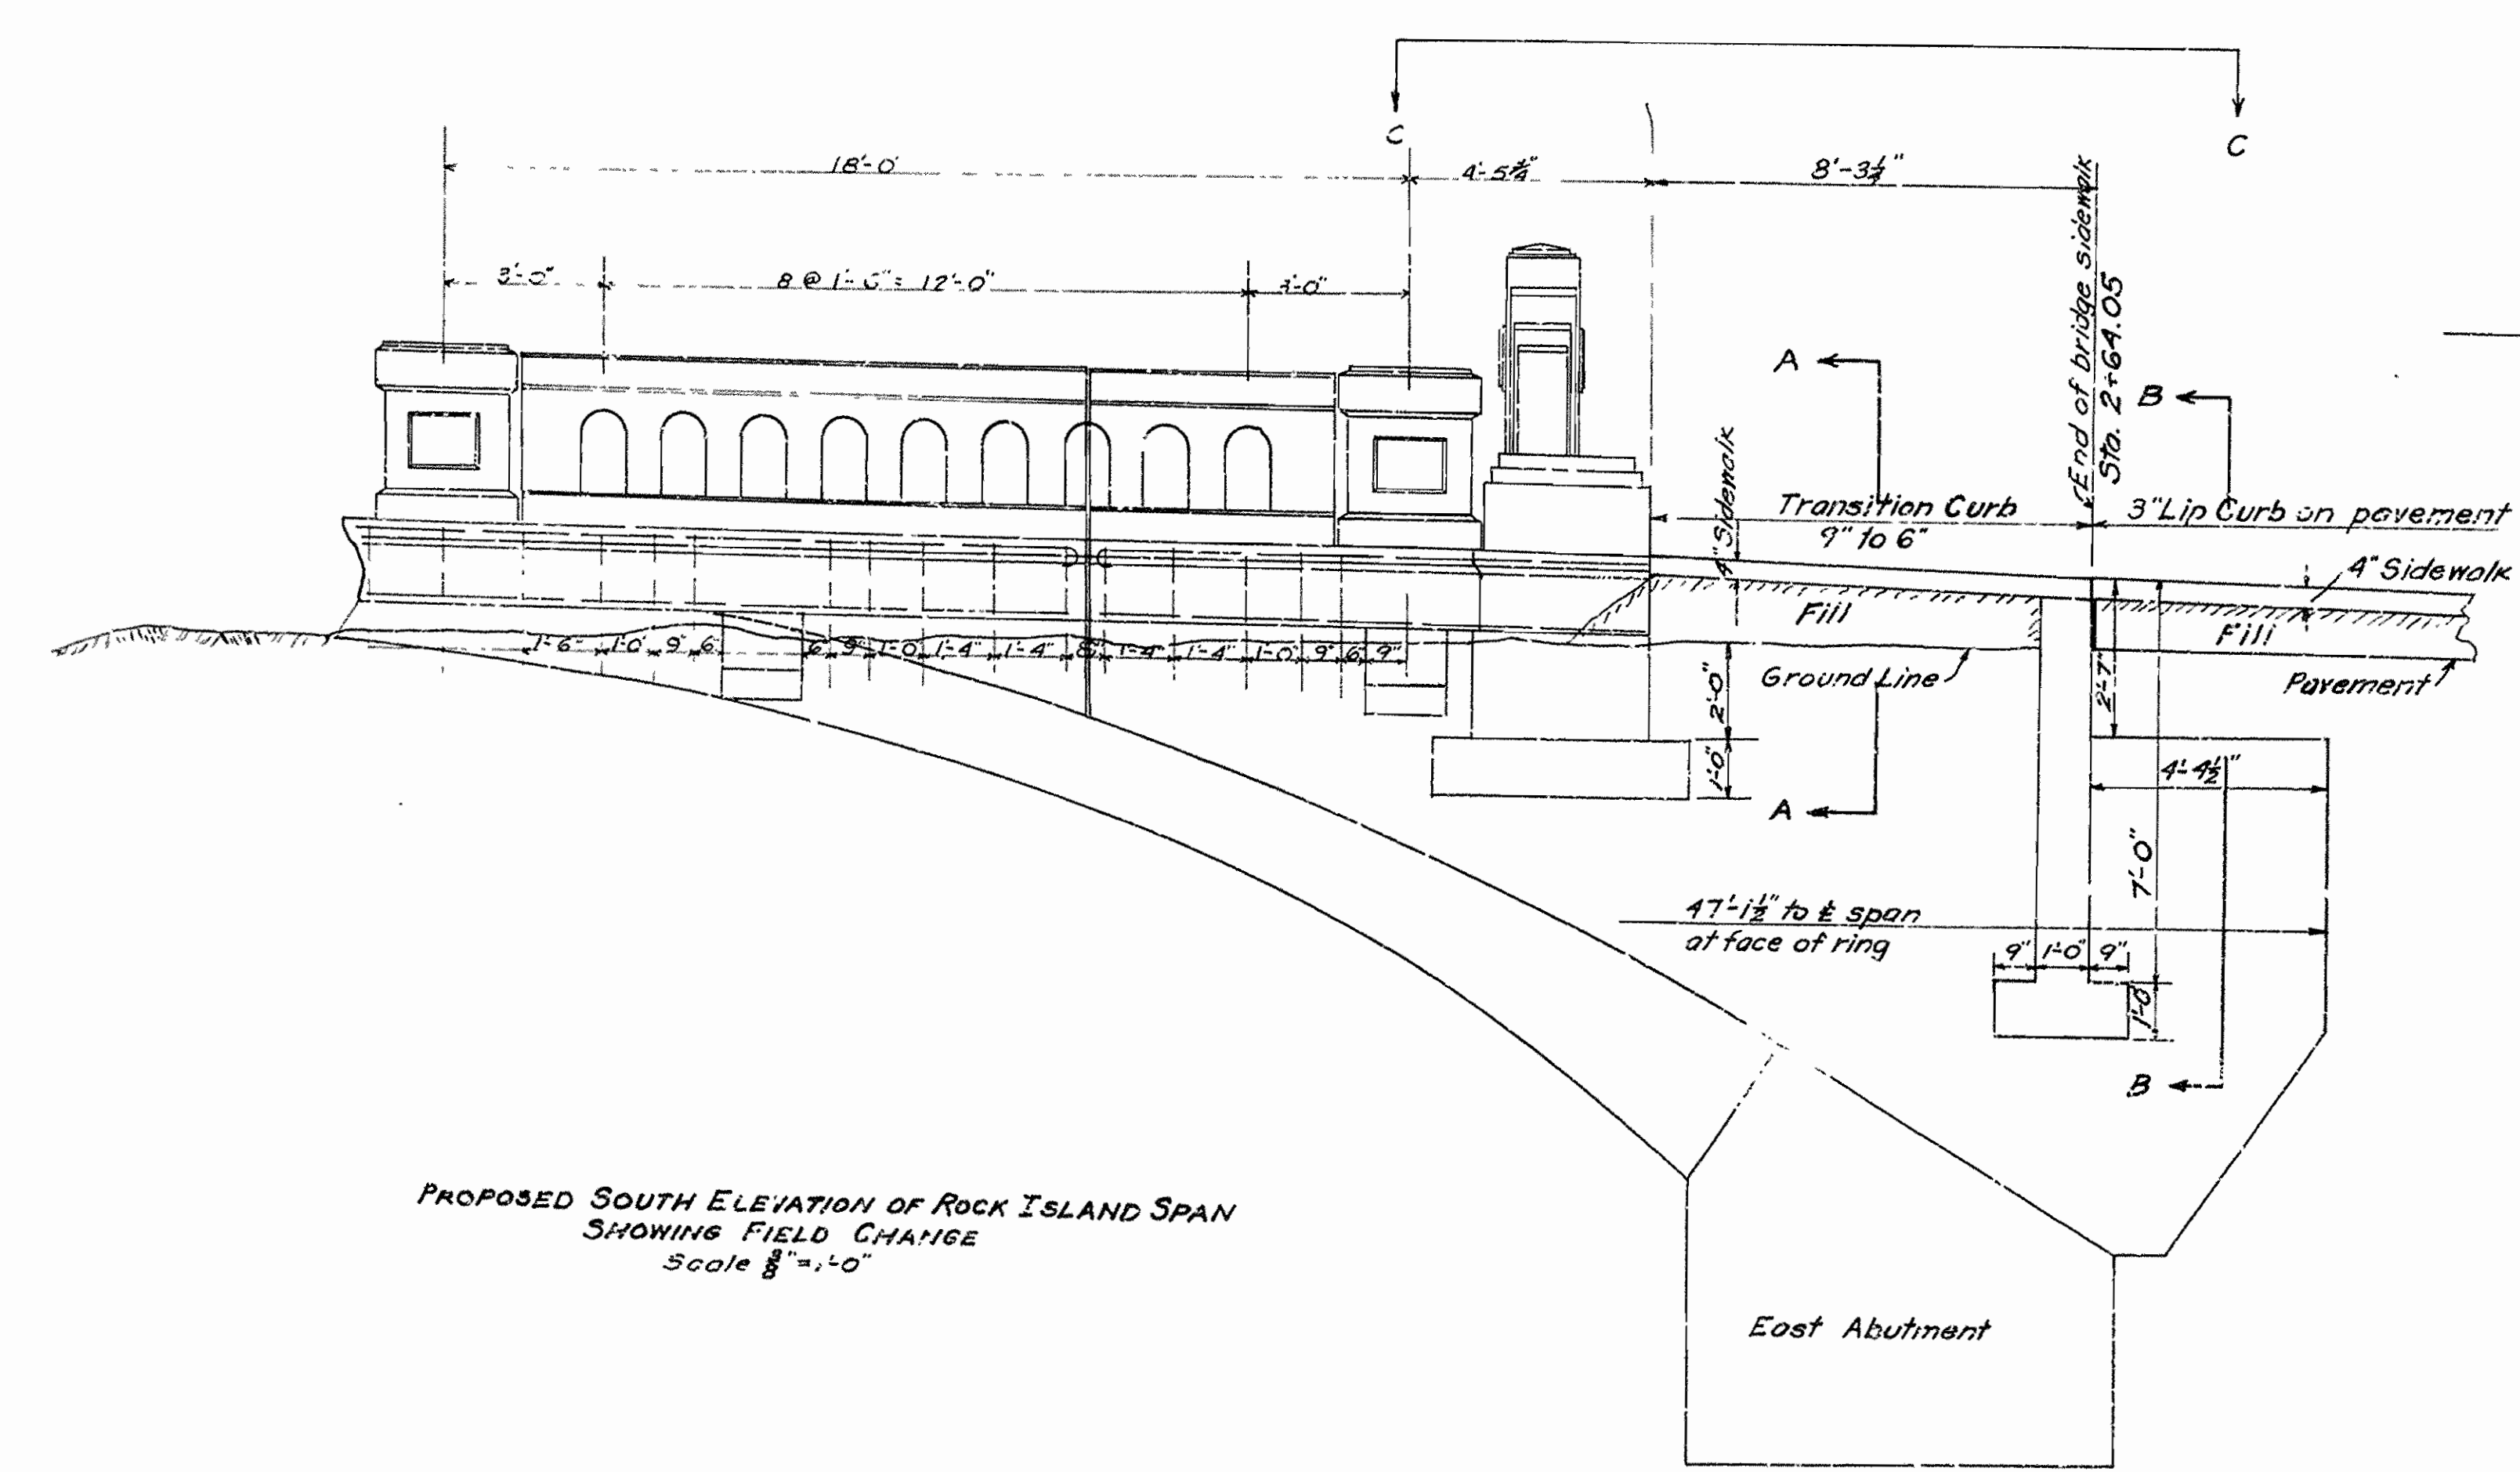 C
C
18'-0"
4'-5¾"
8'-3½"
3'-0"
8 @ 1'-6" = 12'-0"
3'-0"
End of bridge sidewalk
Sta. 2+64.05
A
B
4" Sidewalk
Transition Curb
9" to 6"
3" Lip Curb on pavement
4" Sidewalk
Fill
Fill
1'-6"
1'-0"
9"
6"
6"
9"
1'-0"
1'-4"
1'-4"
8"
1'-4"
1'-4"
1'-0"
9"
6"
9"
2'-0"
Ground Line
2'-7"
Pavement
1'-0"
4'-4½"
A
7'-0"
47'-1½" to ℄ span
at face of ring
9"
1'-0"
9"
1'-0"
B
PROPOSED SOUTH ELEVATION OF ROCK ISLAND SPAN
SHOWING FIELD CHANGE
Scale ⅜" = 1'-0"
East Abutment